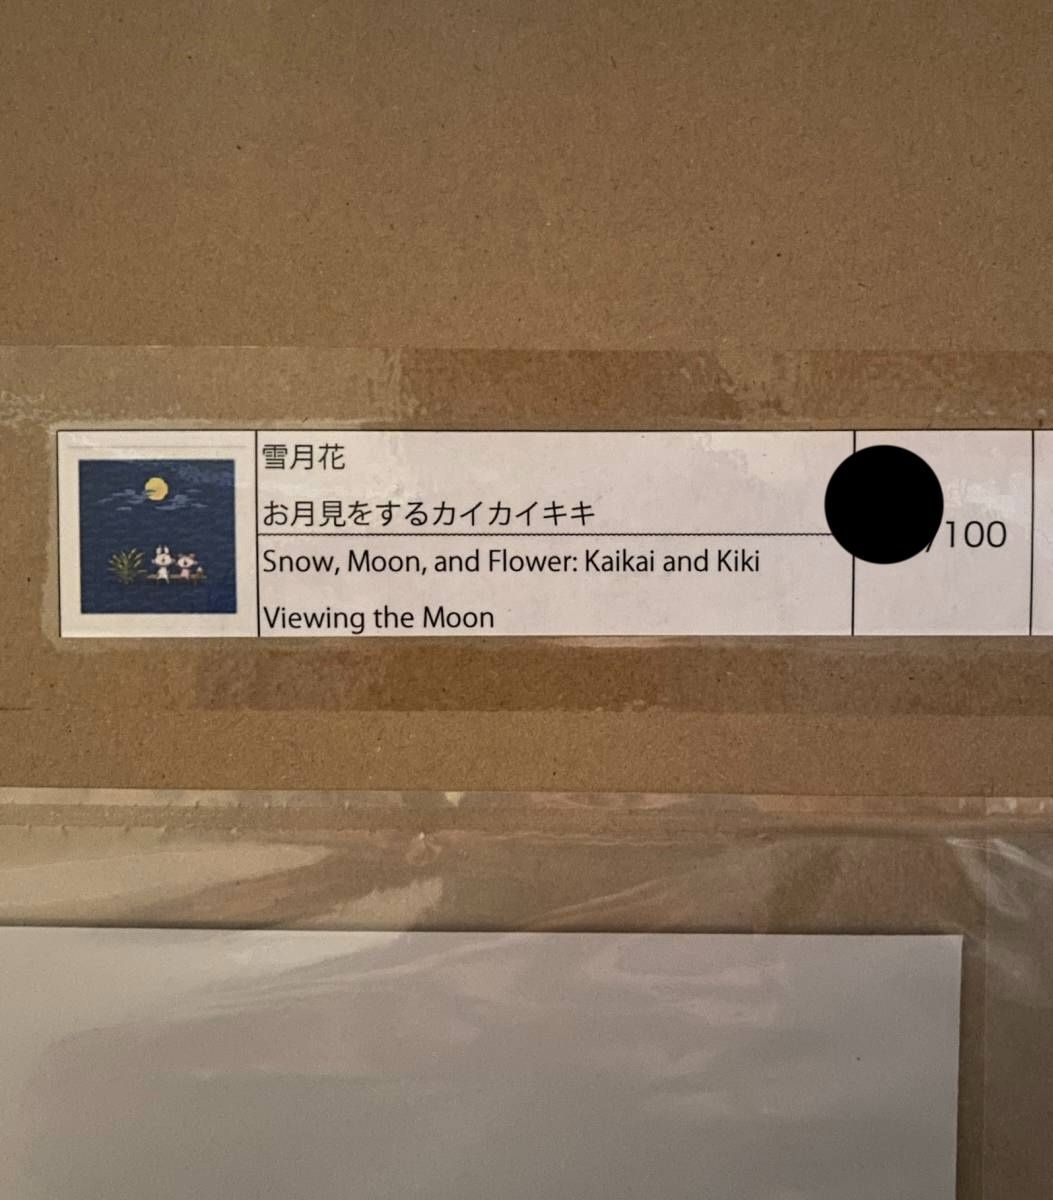 雪月花
お月見をするカイカイキキ
Snow, Moon, and Flower: Kaikai and Kiki
Viewing the Moon
/100